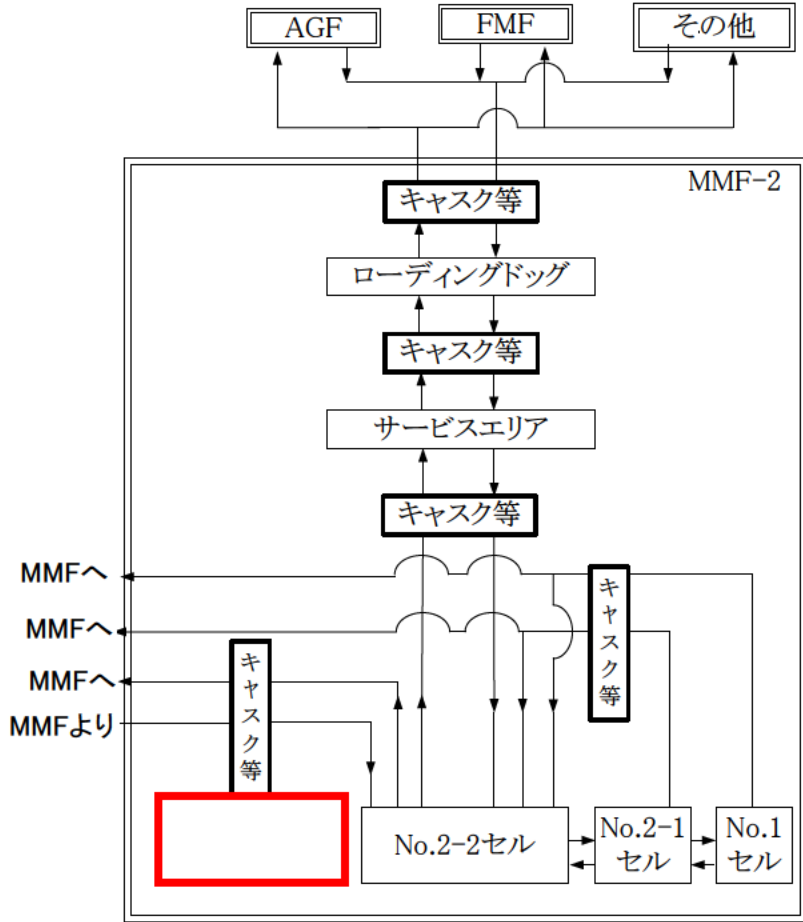 AGF
FMF
その他
MMF-2
キャスク等
ローディングドッグ
キャスク等
サービスエリア
キャスク等
MMFへ
キャスク等
MMFへ
キャスク等
MMFへ
MMFより
No.2-2セル
No.2-1
セル
No.1
セル